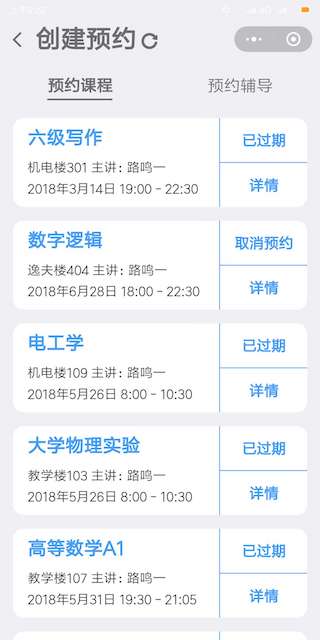 创建预约
预约课程
预约辅导
六级写作
已过期
机电楼301 主讲：路鸣一
2018年3月14日 19:00 - 22:30
详情
数字逻辑
取消预约
逸夫楼404 主讲：路鸣一
2018年6月28日 18:00 - 22:30
详情
电工学
已过期
机电楼109 主讲：路鸣一
2018年5月26日 8:00 - 10:30
详情
大学物理实验
已过期
教学楼103 主讲：路鸣一
2018年5月26日 8:00 - 10:30
详情
高等数学A1
已过期
教学楼107 主讲：路鸣一
2018年5月31日 19:30 - 21:05
详情